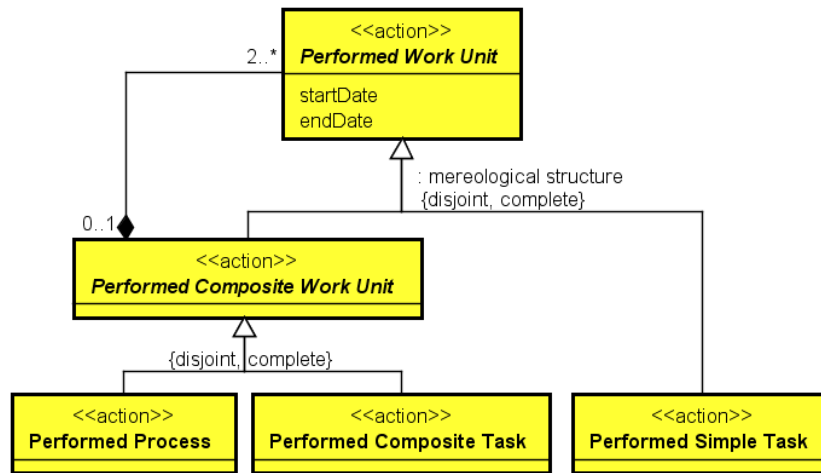 <<action>>
Performed Work Unit
2..*
startDate
endDate
: mereological structure
{disjoint, complete}
0..1
<<action>>
Performed Composite Work Unit
{disjoint, complete}
<<action>>
Performed Process
<<action>>
Performed Composite Task
<<action>>
Performed Simple Task